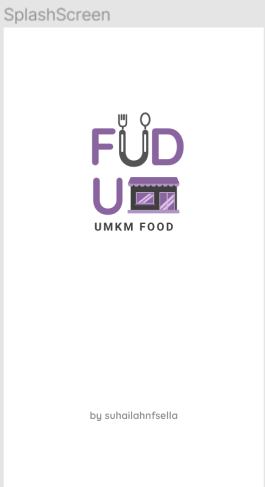 SplashScreen
FUD
U
UMKM FOOD
by suhailahnfsella